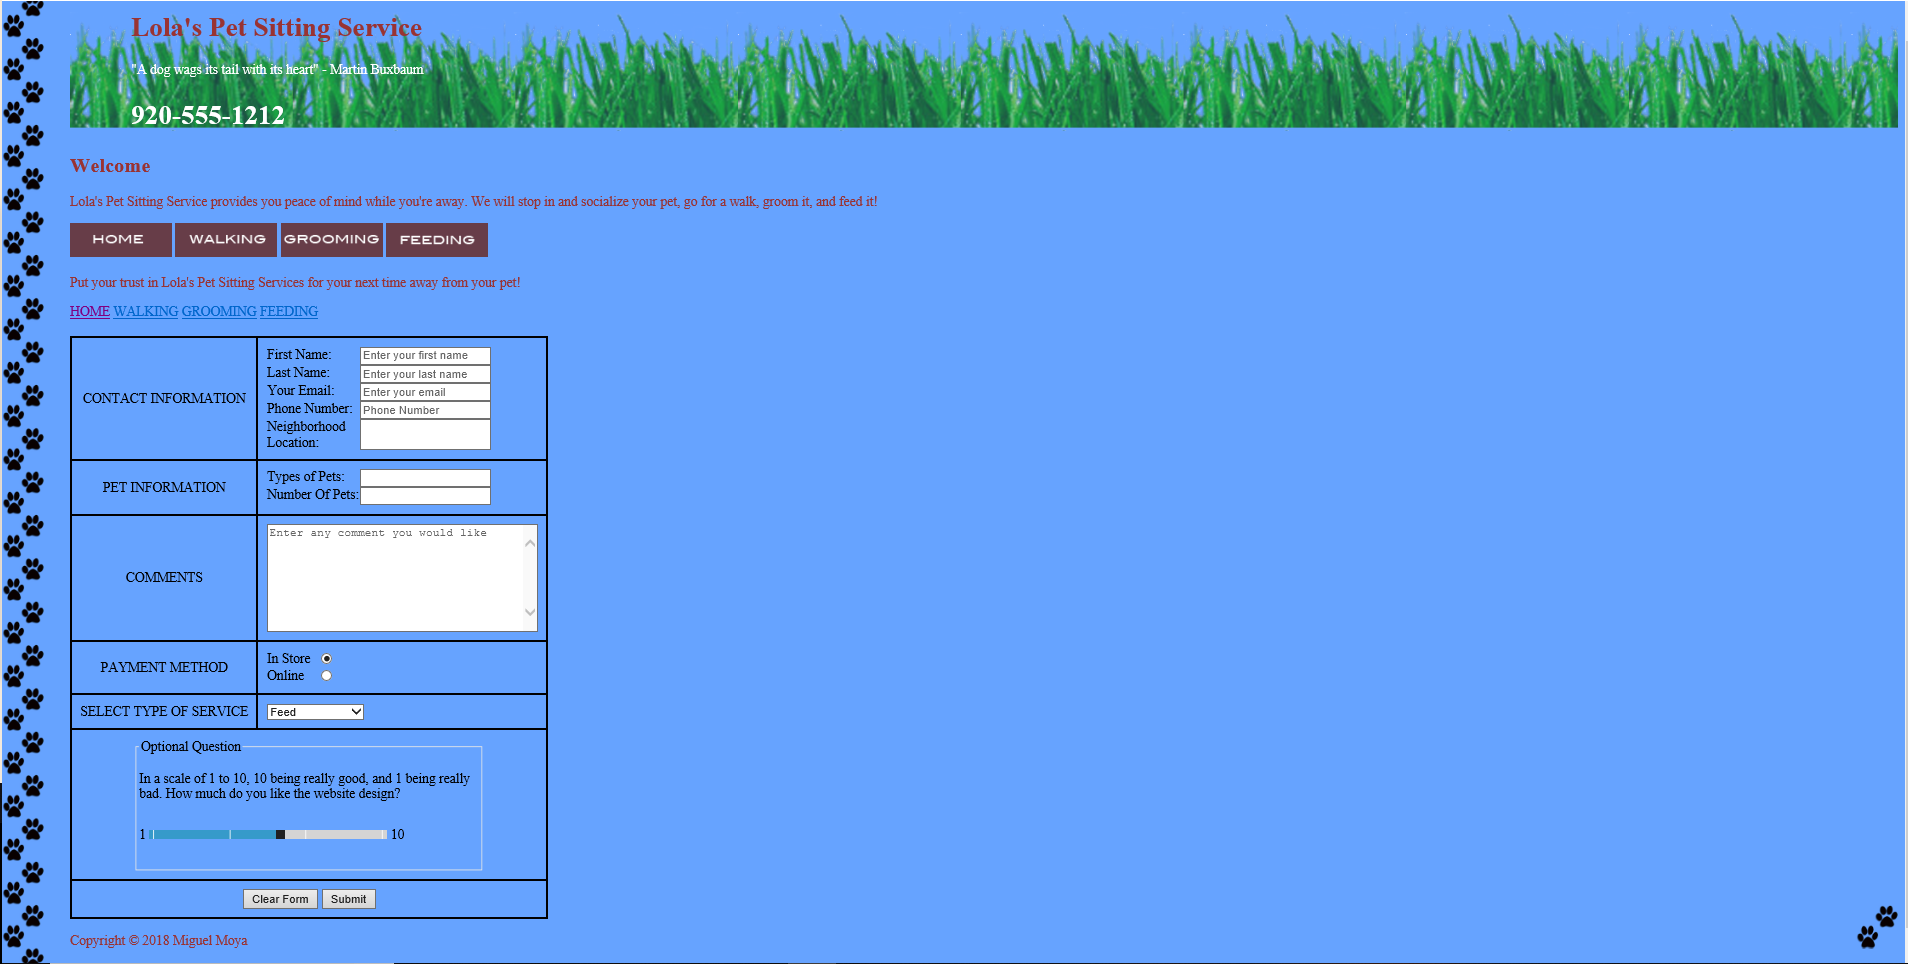 Lola's Pet Sitting Service
"A dog wags its tail with its heart" - Martin Buxbaum
920-555-1212
Welcome
Lola's Pet Sitting Service provides you peace of mind while you're away. We will stop in and socialize your pet, go for a walk, groom it, and feed it!
HOME WALKING GROOMING FEEDING
Put your trust in Lola's Pet Sitting Services for your next time away from your pet!
HOME WALKING GROOMING FEEDING
CONTACT INFORMATION
First Name: Enter your first name
Last Name: Enter your last name
Your Email: Enter your email
Phone Number: Phone Number
Neighborhood
Location:
PET INFORMATION
Types of Pets:
Number Of Pets:
COMMENTS
Enter any comment you would like
PAYMENT METHOD
In Store
Online
SELECT TYPE OF SERVICE
Feed
Optional Question
In a scale of 1 to 10, 10 being really good, and 1 being really
bad. How much do you like the website design?
1 10
Clear Form Submit
Copyright © 2018 Miguel Moya